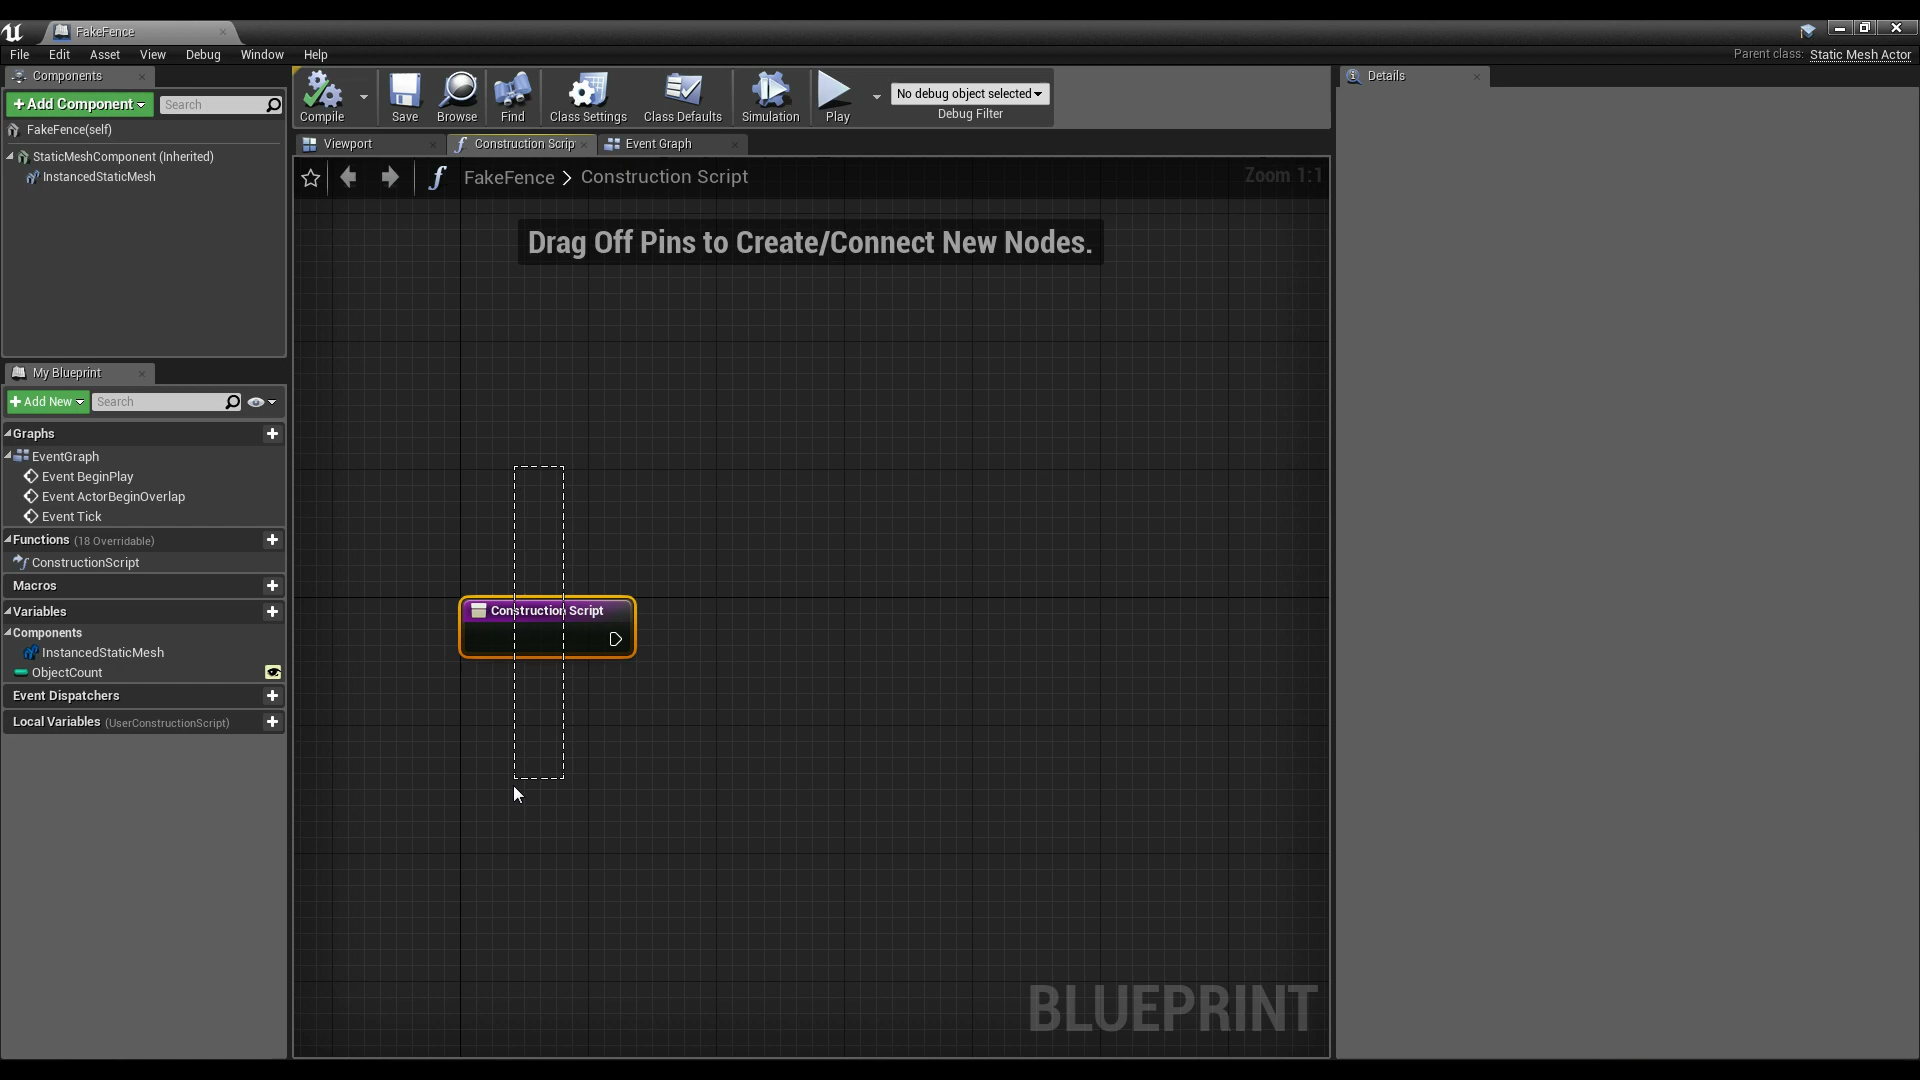 FakeFence
File Edit Asset View Debug Window Help
Parent class: Static Mesh Actor
Components
Add Component
Search
FakeFence(self)
StaticMeshComponent (Inherited)
InstancedStaticMesh
My Blueprint
Add New
Search
Graphs
EventGraph
Event BeginPlay
Event ActorBeginOverlap
Event Tick
Functions (18 Overridable)
ConstructionScript
Macros
Variables
Components
InstancedStaticMesh
ObjectCount
Event Dispatchers
Local Variables (UserConstructionScript)
Compile Save Browse Find Class Settings Class Defaults Simulation Play
No debug object selected
Debug Filter
Viewport Construction Scrip Event Graph
FakeFence > Construction Script
Zoom 1:1
Drag Off Pins to Create/Connect New Nodes.
Construction Script
BLUEPRINT
Details